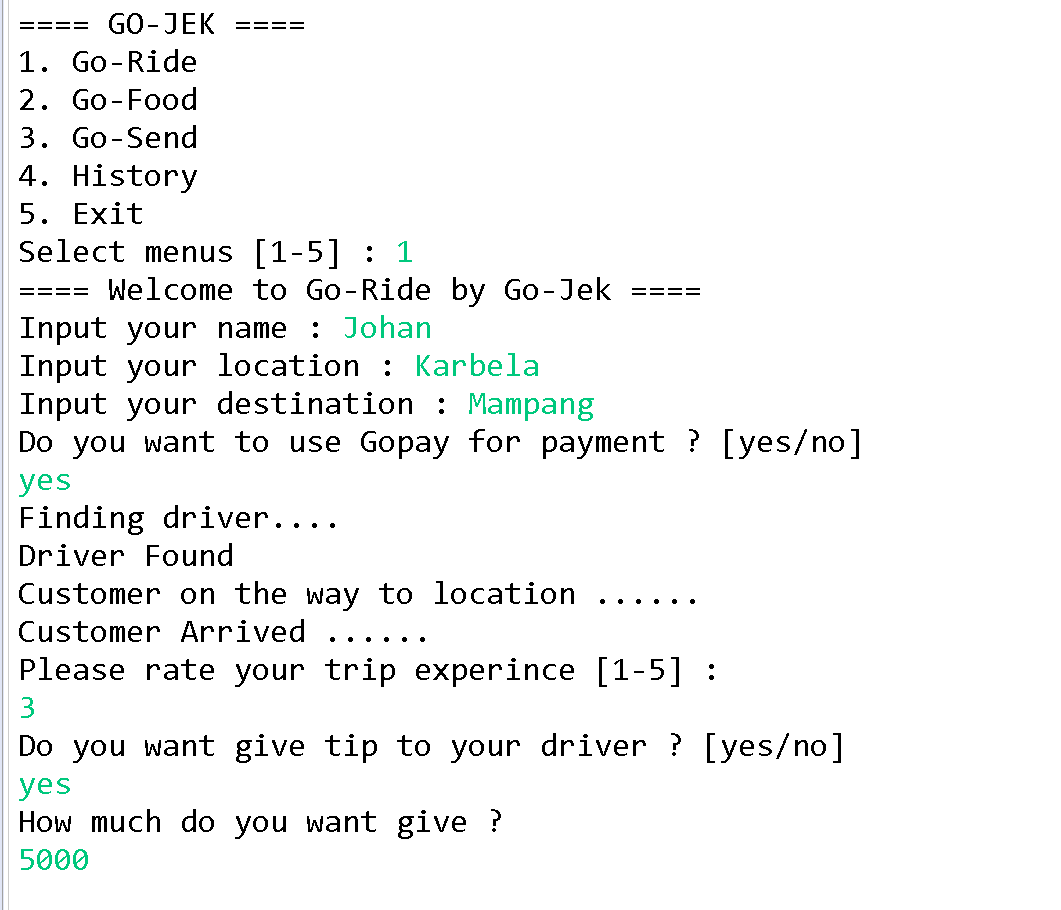 ==== GO-JEK ====
1. Go-Ride
2. Go-Food
3. Go-Send
4. History
5. Exit
Select menus [1-5] : 1
==== Welcome to Go-Ride by Go-Jek ====
Input your name : Johan
Input your location : Karbela
Input your destination : Mampang
Do you want to use Gopay for payment ? [yes/no]
yes
Finding driver....
Driver Found
Customer on the way to location ......
Customer Arrived ......
Please rate your trip experince [1-5] :
3
Do you want give tip to your driver ? [yes/no]
yes
How much do you want give ?
5000